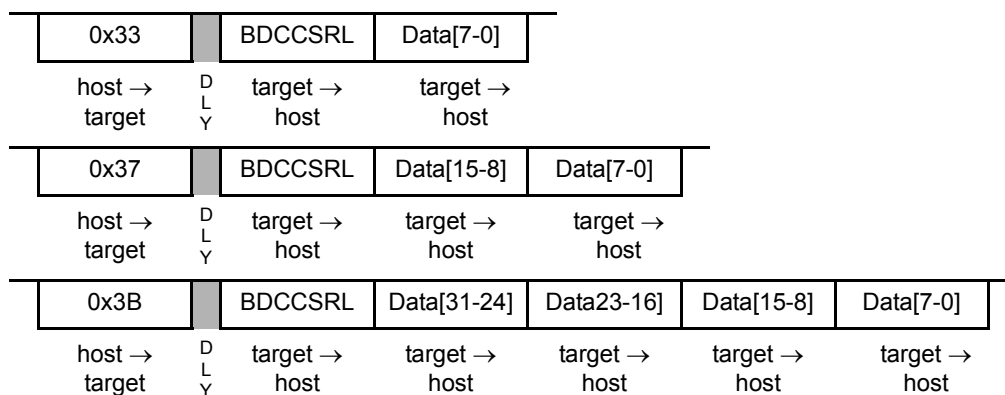 0x33 BDCCSRL Data[7-0]
host → D target → target →
L
target Y host host
0x37 BDCCSRL Data[15-8] Data[7-0]
host → D target → target → target →
L
target Y host host host
0x3B BDCCSRL Data[31-24] Data23-16] Data[15-8] Data[7-0]
host → D target → target → target → target → target →
L
target Y host host host host host